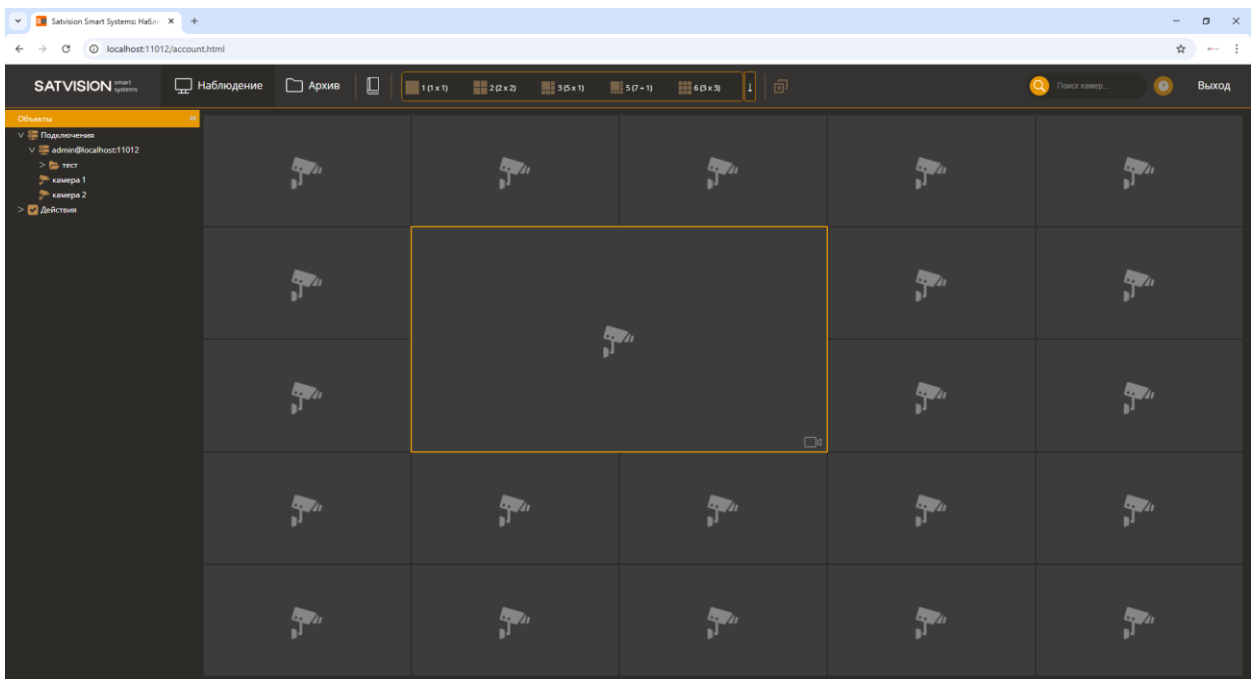 Satvision Smart Systems: Набл
localhost:11012/account.html
SATVISION smart systems
Наблюдение
Архив
1 (1 x 1)
2 (2 x 2)
3 (5 x 1)
5 (7 + 1)
6 (3 x 3)
Поиск камер...
Выход
Объекты
Подключения
admin@localhost:11012
тест
камера 1
камера 2
Действия